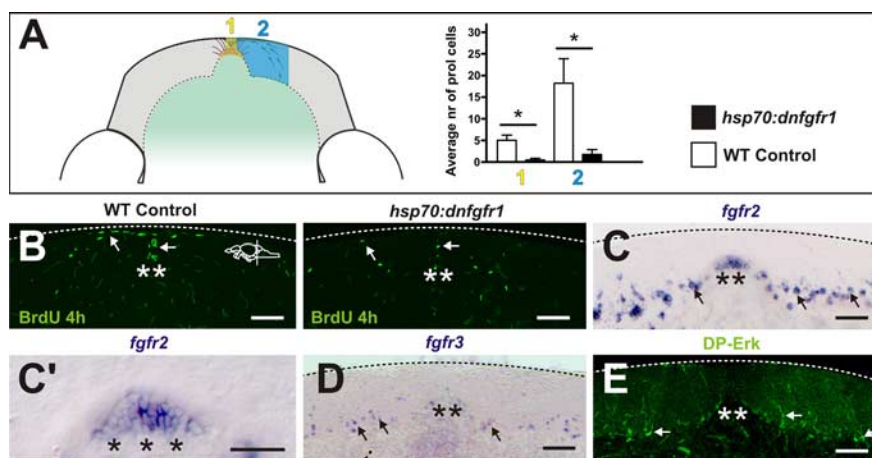 A
1 2
Average nr of prol cells
30
25
20
15
10
5
0
* *
1 2
hsp70:dnfgfr1
WT Control
WT Control
B
**
BrdU 4h
hsp70:dnfgfr1
**
BrdU 4h
fgfr2
C
**
fgfr2
C'
* * *
fgfr3
D
**
DP-Erk
E
**